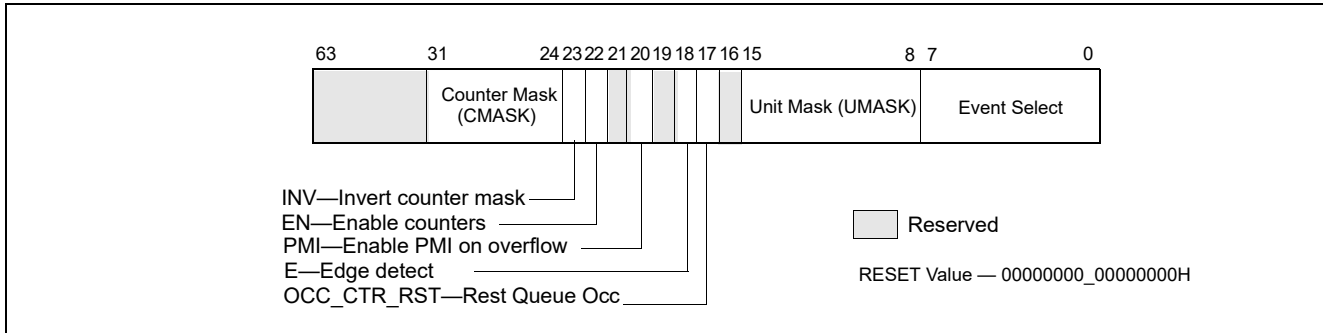 63 31 24 23 22 21 20 19 18 17 16 15 8 7 0
Counter Mask
(CMASK)
Unit Mask (UMASK)
Event Select
INV—Invert counter mask
EN—Enable counters
PMI—Enable PMI on overflow
E—Edge detect
OCC_CTR_RST—Rest Queue Occ
Reserved
RESET Value — 00000000_00000000H